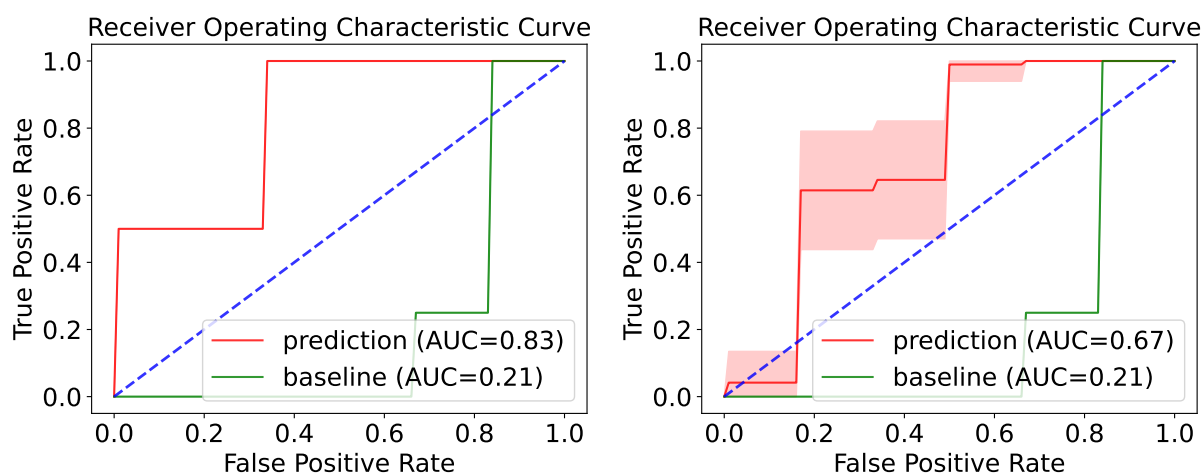 Receiver Operating Characteristic Curve
True Positive Rate
1.0
0.8
0.6
0.4
0.2
0.0
prediction (AUC=0.83)
baseline (AUC=0.21)
0.0 0.2 0.4 0.6 0.8 1.0
False Positive Rate
Receiver Operating Characteristic Curve
True Positive Rate
1.0
0.8
0.6
0.4
0.2
0.0
prediction (AUC=0.67)
baseline (AUC=0.21)
0.0 0.2 0.4 0.6 0.8 1.0
False Positive Rate